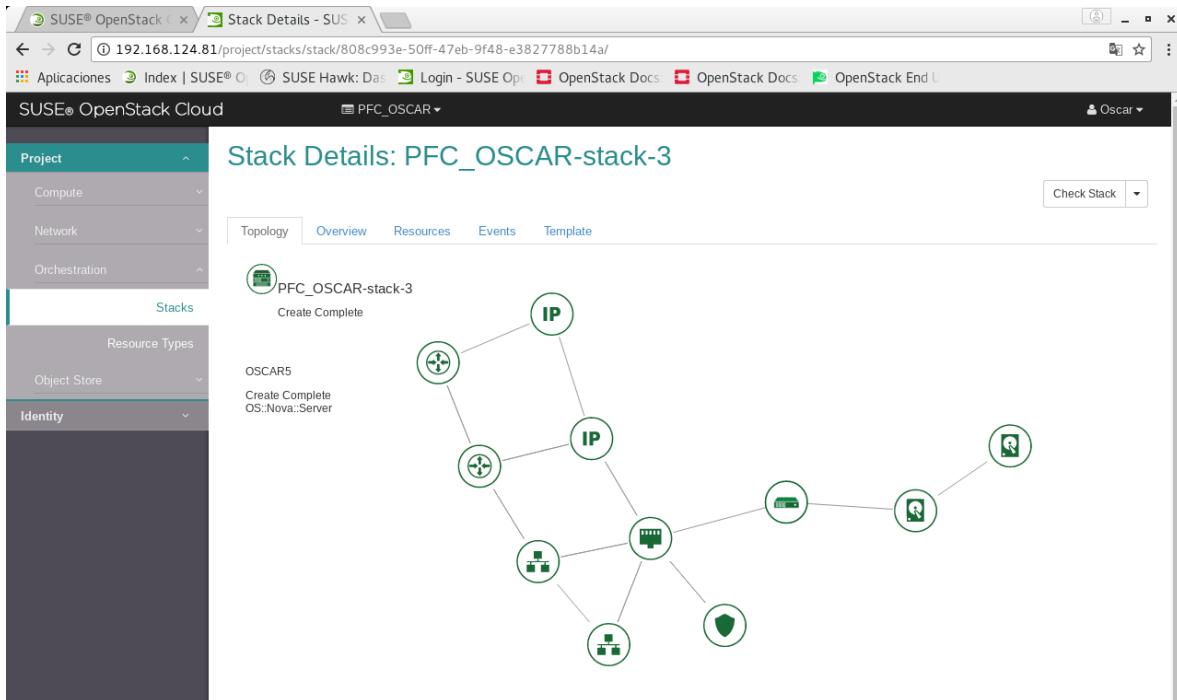 SUSE® OpenStack C
Stack Details - SUS
192.168.124.81/project/stacks/stack/808c993e-50ff-47eb-9f48-e3827788b14a/
Aplicaciones Index | SUSE® O SUSE Hawk: Das Login - SUSE Ope OpenStack Docs: OpenStack Docs OpenStack End U
SUSE® OpenStack Cloud PFC_OSCAR Oscar
Project
Compute
Network
Orchestration
Stacks
Resource Types
Object Store
Identity
Stack Details: PFC_OSCAR-stack-3
Check Stack
Topology Overview Resources Events Template
PFC_OSCAR-stack-3
Create Complete
OSCAR5
Create Complete
OS::Nova::Server
IP
IP